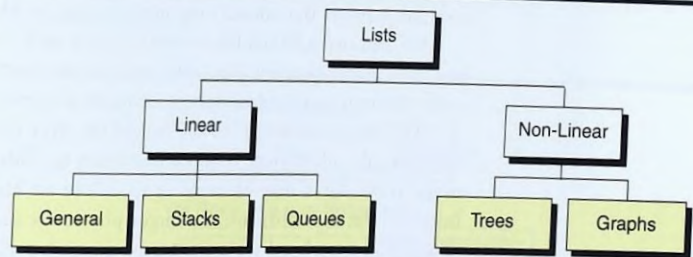 Lists
Linear
Non-Linear
General
Stacks
Queues
Trees
Graphs